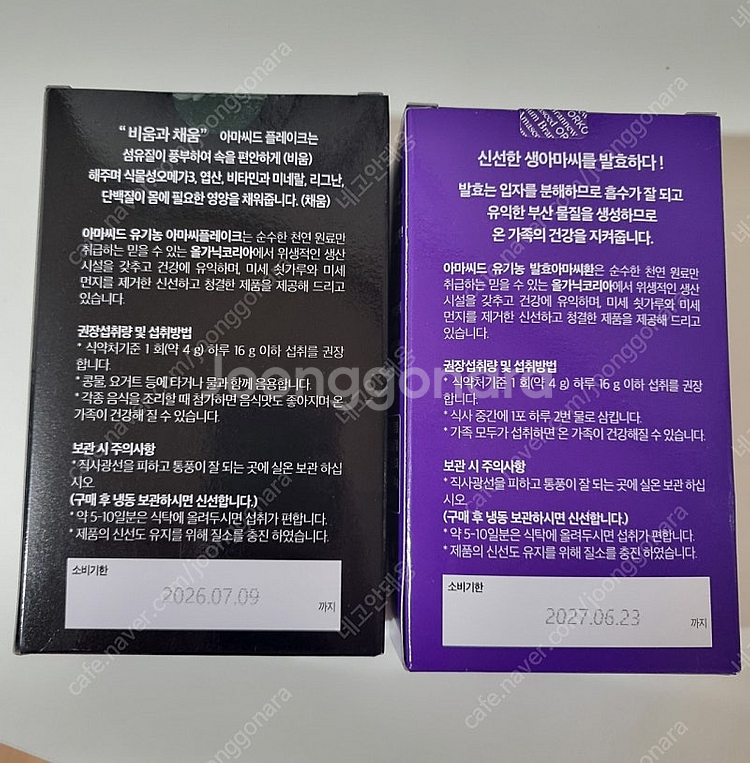 “ 비움과 채움” 아마씨드 플레이크는
섬유질이 풍부하여 속을 편안하게 (비움)
해주며 식물성오메가3, 엽산, 비타민과 미네랄, 리그난,
단백질이 몸에 필요한 영양을 채워줍니다. (채움)
아마씨드 유기농 아마씨플레이크는 순수한 천연 원료만
취급하는 믿을 수 있는 올가닉코리아에서 위생적인 생산
시설을 갖추고 건강에 유익하며, 미세 쇳가루와 미세
먼지를 제거한 신선하고 청결한 제품을 제공해 드리고
있습니다.
권장섭취량 및 섭취방법
* 식약처기준 1회(약 4 g) 하루 16 g 이하 섭취를 권장
합니다.
* 콩물, 요거트 등에 타거나 물과 함께 음용합니다.
* 각종 음식을 조리할 때 첨가하면 음식맛도 좋아지며 온
가족이 건강해 질 수 있습니다.
보관 시 주의사항
* 직사광선을 피하고 통풍이 잘 되는 곳에 실온 보관 하십
시오.
(구매 후 냉동 보관하시면 신선합니다.)
* 약 5-10일분은 식탁에 올려두시면 섭취가 편합니다.
* 제품의 신선도 유지를 위해 질소를 충진 하였습니다.
소비기한
2026.07.09
까지
신선한 생아마씨를 발효하다 !
발효는 입자를 분해하므로 흡수가 잘 되고
유익한 부산 물질을 생성하므로
온 가족의 건강을 지켜줍니다.
아마씨드 유기농 발효아마씨환은 순수한 천연 원료만
취급하는 믿을 수 있는 올가닉코리아에서 위생적인 생산
시설을 갖추고 건강에 유익하며, 미세 쇳가루와 미세
먼지를 제거한 신선하고 청결한 제품을 제공해 드리고
있습니다.
권장섭취량 및 섭취방법
* 식약처기준 1회(약 4 g) 하루 16 g 이하 섭취를 권장
합니다.
* 식사 중간에 1포 하루 2번 물로 삼킵니다.
* 가족 모두가 섭취하면 온 가족이 건강해질 수 있습니다.
보관 시 주의사항
* 직사광선을 피하고 통풍이 잘 되는 곳에 실온 보관 하십
시오.
(구매 후 냉동 보관하시면 신선합니다.)
* 약 5-10일분은 식탁에 올려두시면 섭취가 편합니다.
* 제품의 신선도 유지를 위해 질소를 충진 하였습니다.
소비기한
2027.06.23
까지
joonggonara
cafe.naver.com/joonggonara
네고안돼용